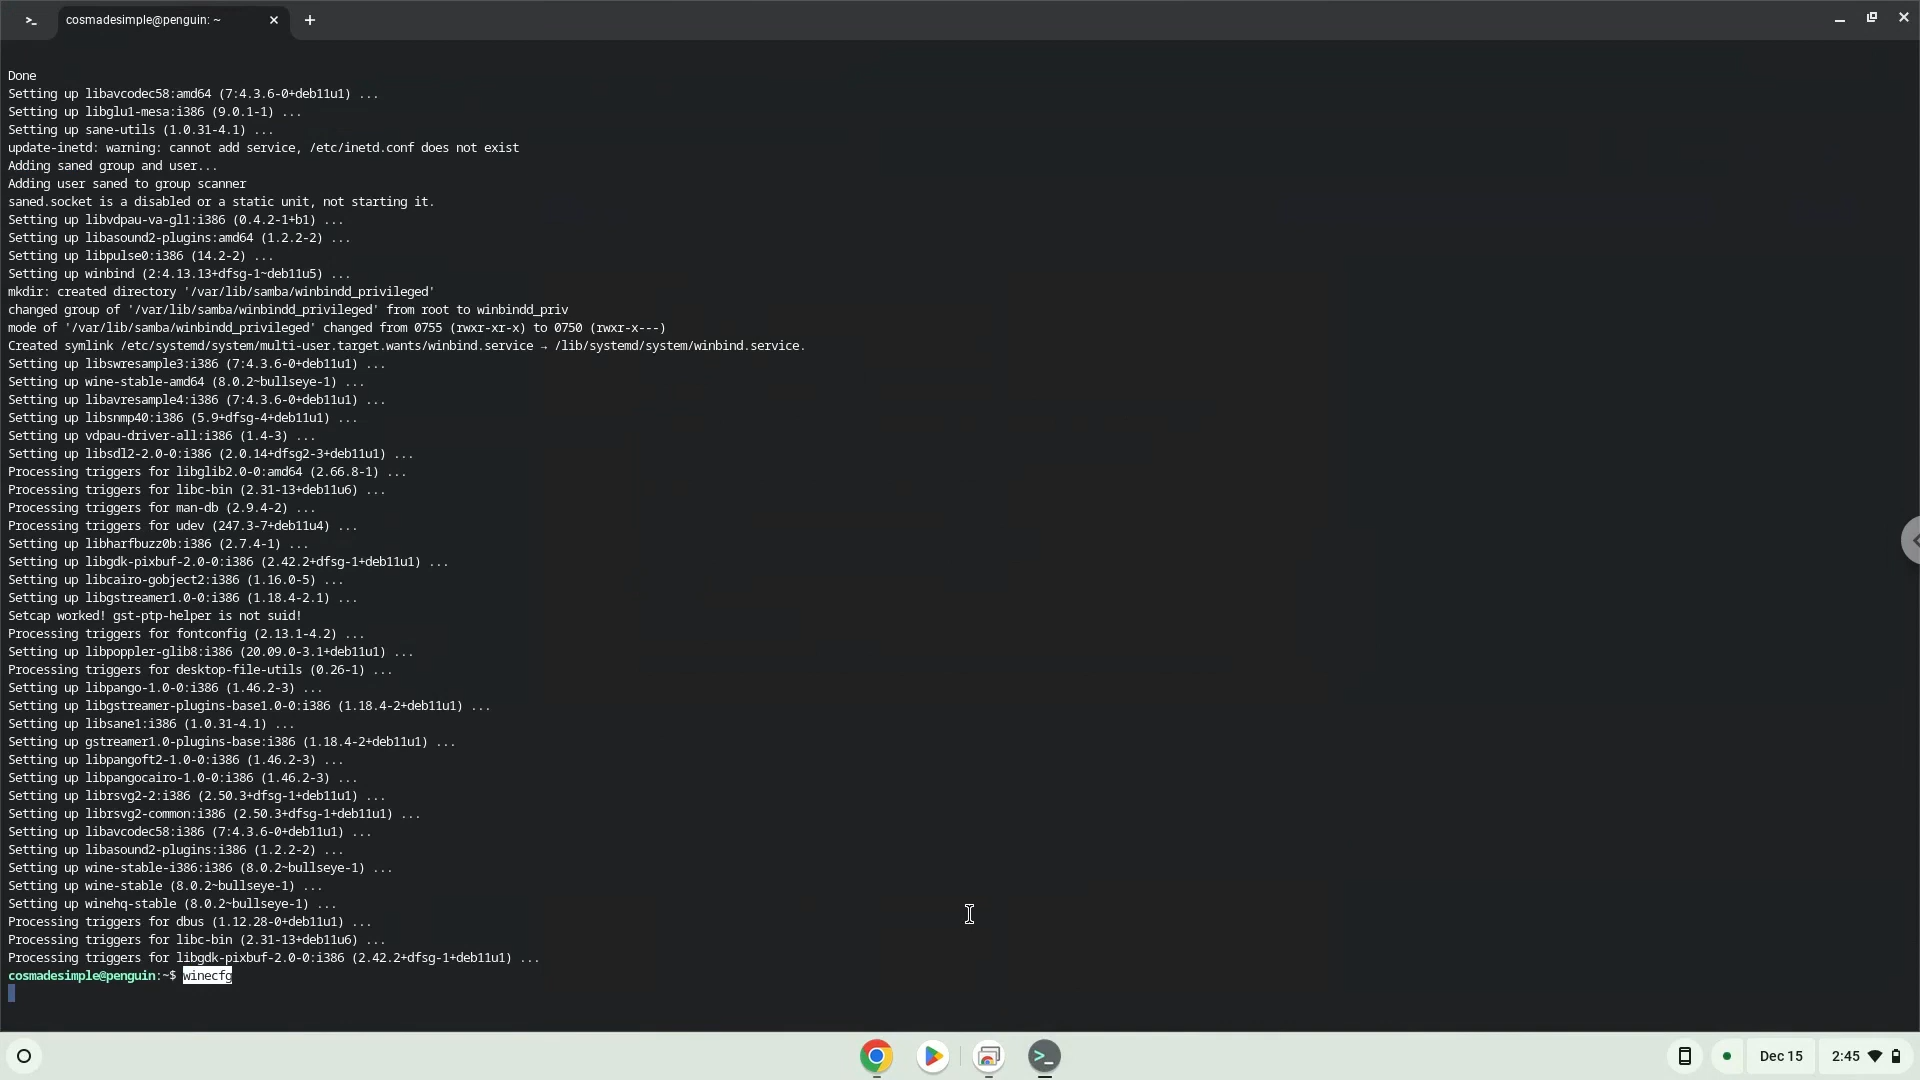 >_ cosmadesimple@penguin: ~ × +
Done
Setting up libavcodec58:amd64 (7:4.3.6-0+deb11u1) ...
Setting up libglu1-mesa:i386 (9.0.1-1) ...
Setting up sane-utils (1.0.31-4.1) ...
update-inetd: warning: cannot add service, /etc/inetd.conf does not exist
Adding saned group and user...
Adding user saned to group scanner
saned.socket is a disabled or a static unit, not starting it.
Setting up libvdpau-va-gl1:i386 (0.4.2-1+b1) ...
Setting up libasound2-plugins:amd64 (1.2.2-2) ...
Setting up libpulse0:i386 (14.2-2) ...
Setting up winbind (2:4.13.13+dfsg-1~deb11u5) ...
mkdir: created directory '/var/lib/samba/winbindd_privileged'
changed group of '/var/lib/samba/winbindd_privileged' from root to winbindd_priv
mode of '/var/lib/samba/winbindd_privileged' changed from 0755 (rwxr-xr-x) to 0750 (rwxr-x---)
Created symlink /etc/systemd/system/multi-user.target.wants/winbind.service → /lib/systemd/system/winbind.service.
Setting up libswresample3:i386 (7:4.3.6-0+deb11u1) ...
Setting up wine-stable-amd64 (8.0.2~bullseye-1) ...
Setting up libavresample4:i386 (7:4.3.6-0+deb11u1) ...
Setting up libsnmp40:i386 (5.9+dfsg-4+deb11u1) ...
Setting up vdpau-driver-all:i386 (1.4-3) ...
Setting up libsdl2-2.0-0:i386 (2.0.14+dfsg2-3+deb11u1) ...
Processing triggers for libglib2.0-0:amd64 (2.66.8-1) ...
Processing triggers for libc-bin (2.31-13+deb11u6) ...
Processing triggers for man-db (2.9.4-2) ...
Processing triggers for udev (247.3-7+deb11u4) ...
Setting up libharfbuzz0b:i386 (2.7.4-1) ...
Setting up libgdk-pixbuf-2.0-0:i386 (2.42.2+dfsg-1+deb11u1) ...
Setting up libcairo-gobject2:i386 (1.16.0-5) ...
Setting up libgstreamer1.0-0:i386 (1.18.4-2.1) ...
Setcap worked! gst-ptp-helper is not suid!
Processing triggers for fontconfig (2.13.1-4.2) ...
Setting up libpoppler-glib8:i386 (20.09.0-3.1+deb11u1) ...
Processing triggers for desktop-file-utils (0.26-1) ...
Setting up libpango-1.0-0:i386 (1.46.2-3) ...
Setting up libgstreamer-plugins-base1.0-0:i386 (1.18.4-2+deb11u1) ...
Setting up libsane1:i386 (1.0.31-4.1) ...
Setting up gstreamer1.0-plugins-base:i386 (1.18.4-2+deb11u1) ...
Setting up libpangoft2-1.0-0:i386 (1.46.2-3) ...
Setting up libpangocairo-1.0-0:i386 (1.46.2-3) ...
Setting up librsvg2-2:i386 (2.50.3+dfsg-1+deb11u1) ...
Setting up librsvg2-common:i386 (2.50.3+dfsg-1+deb11u1) ...
Setting up libavcodec58:i386 (7:4.3.6-0+deb11u1) ...
Setting up libasound2-plugins:i386 (1.2.2-2) ...
Setting up wine-stable-i386:i386 (8.0.2~bullseye-1) ...
Setting up wine-stable (8.0.2~bullseye-1) ...
Setting up winehq-stable (8.0.2~bullseye-1) ...
Processing triggers for dbus (1.12.28-0+deb11u1) ...
Processing triggers for libc-bin (2.31-13+deb11u6) ...
Processing triggers for libgdk-pixbuf-2.0-0:i386 (2.42.2+dfsg-1+deb11u1) ...
cosmadesimple@penguin:~$ winecfg
>_ Dec 15 2:45